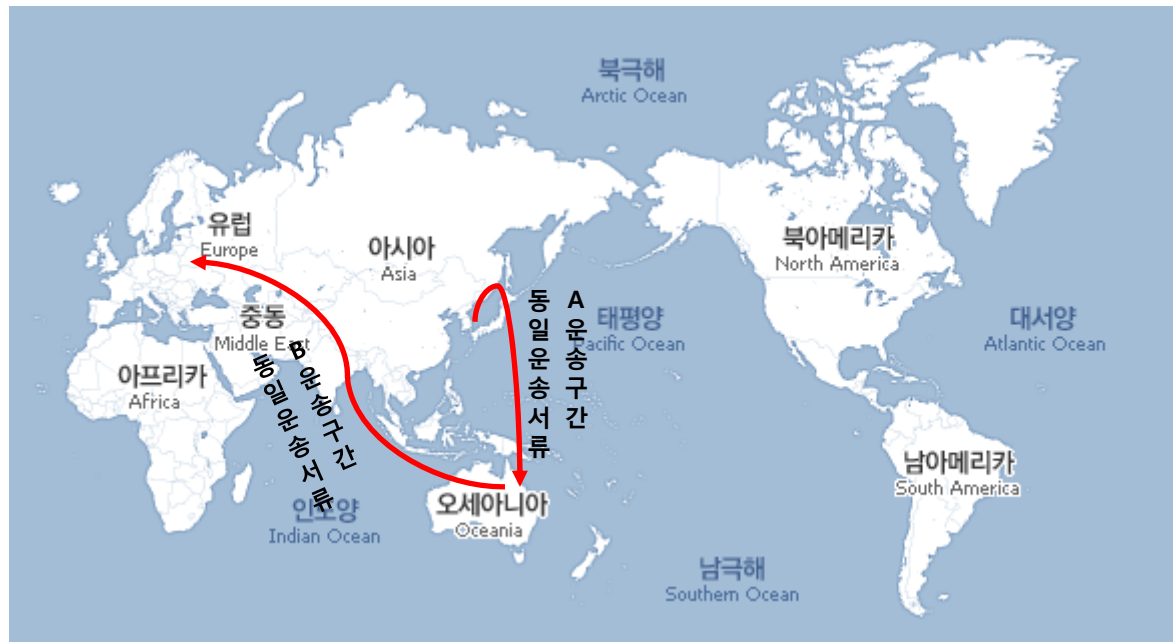 북극해
Arctic Ocean
유럽
Europe
아시아
Asia
북아메리카
North America
중동
Middle East
태평양
Pacific Ocean
대서양
Atlantic Ocean
아프리카
Africa
A운송구간
동일운송서류
B운송구간
동일운송서류
남아메리카
South America
오세아니아
Oceania
인도양
Indian Ocean
남극해
Southern Ocean